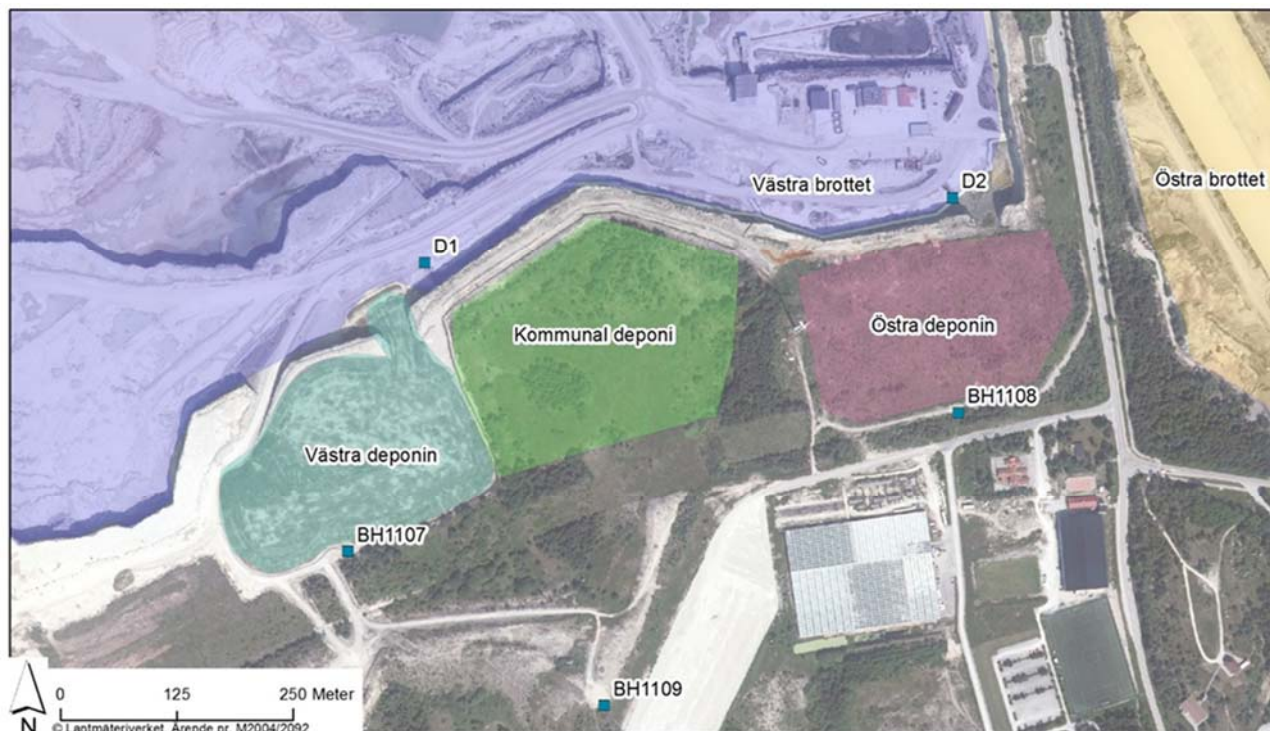 Västra brottet
D2
Östra brottet
D1
Kommunal deponi
Östra deponin
BH1108
Västra deponin
BH1107
BH1109
0 125 250 Meter
N
© Lantmäteriverket, Ärende nr. M2004/2092